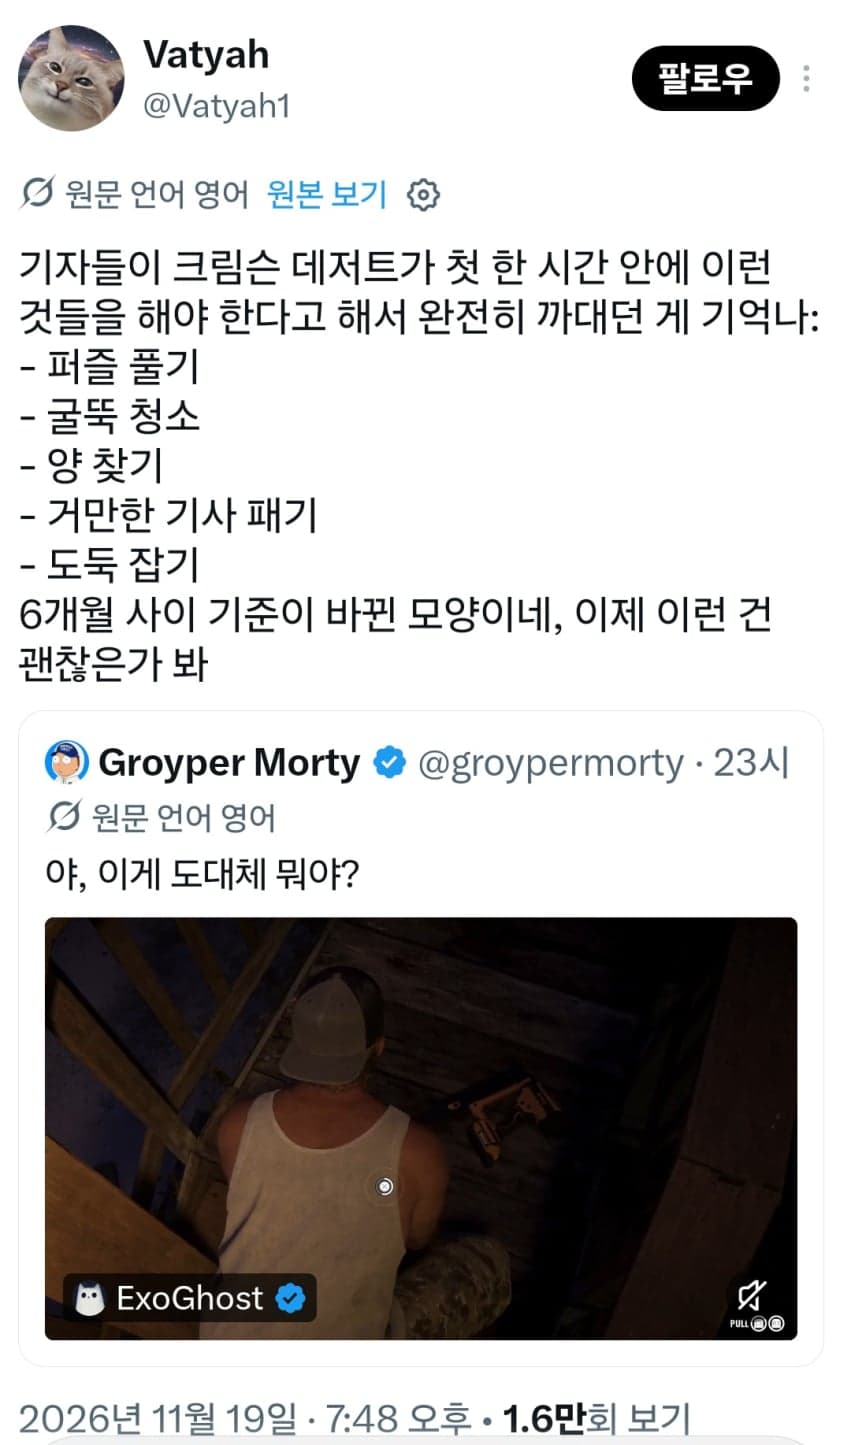 Vatyah
@Vatyah1
팔로우
원문 언어 영어 원본 보기
기자들이 크림슨 데저트가 첫 한 시간 안에 이런
것들을 해야 한다고 해서 완전히 까대던 게 기억나:
- 퍼즐 풀기
- 굴뚝 청소
- 양 찾기
- 거만한 기사 패기
- 도둑 잡기
6개월 사이 기준이 바뀐 모양이네, 이제 이런 건
괜찮은가 봐
Groyper Morty @groypermorty · 23시
원문 언어 영어
야, 이게 도대체 뭐야?
ExoGhost
PULL
2026년 11월 19일 · 7:48 오후 · 1.6만회 보기